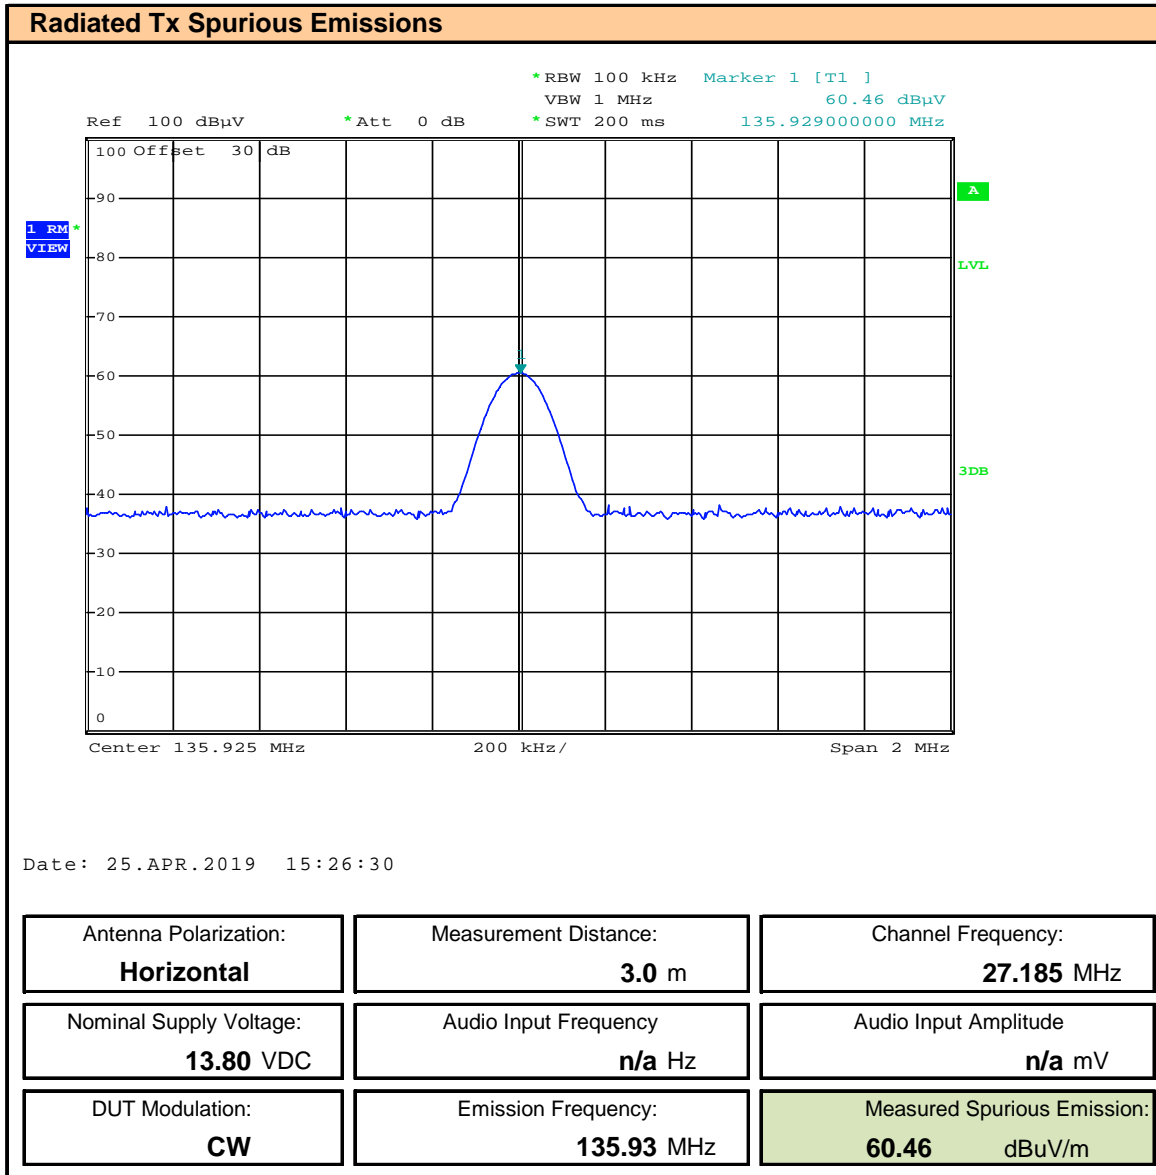 Radiated Tx Spurious Emissions
*RBW 100 kHz Marker 1 [T1 ]
VBW 1 MHz 60.46 dBµV
Ref 100 dBµV *Att 0 dB *SWT 200 ms 135.929000000 MHz
100 Offset 30 dB
A
90
1 RM *
VIEW
80
LVL
70
1
60
50
3DB
40
30
20
10
0
Center 135.925 MHz 200 kHz/ Span 2 MHz
Date: 25.APR.2019 15:26:30
Antenna Polarization: Measurement Distance: Channel Frequency:
Horizontal 3.0 m 27.185 MHz
Nominal Supply Voltage: Audio Input Frequency Audio Input Amplitude
13.80 VDC n/a Hz n/a mV
DUT Modulation: Emission Frequency: Measured Spurious Emission:
CW 135.93 MHz 60.46 dBuV/m